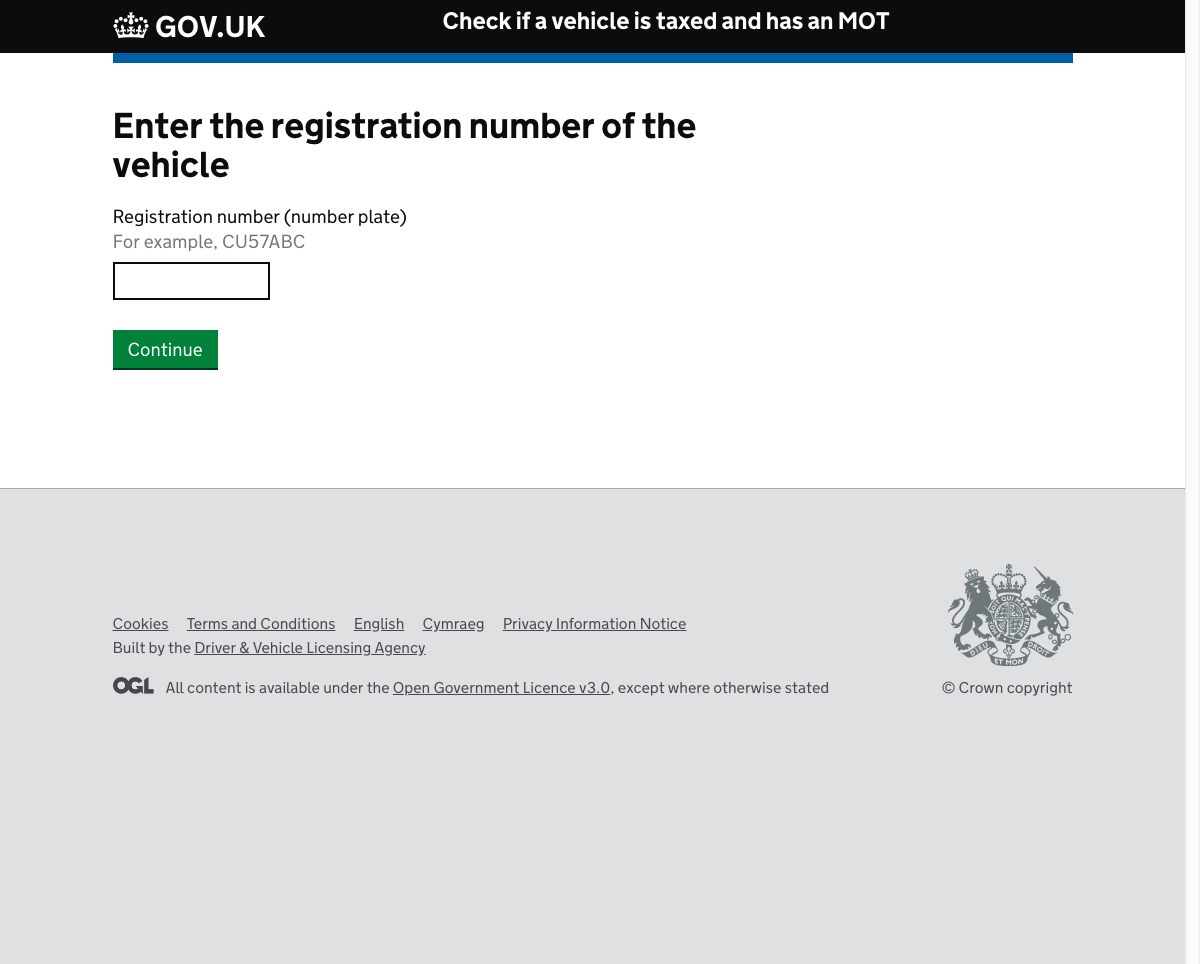 GOV.UK
Check if a vehicle is taxed and has an MOT
Enter the registration number of the
vehicle
Registration number (number plate)
For example, CU57ABC
Continue
Cookies Terms and Conditions English Cymraeg Privacy Information Notice
Built by the Driver & Vehicle Licensing Agency
OGL All content is available under the Open Government Licence v3.0, except where otherwise stated
DIEU ET MON DROIT
© Crown copyright